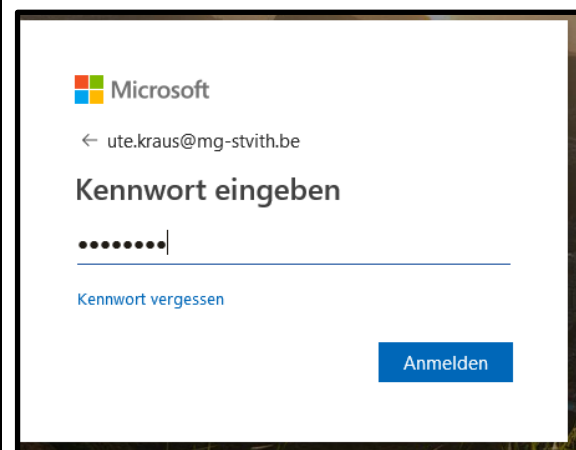 Microsoft
← ute.kraus@mg-stvith.be
Kennwort eingeben
●●●●●●●●
Kennwort vergessen
Anmelden